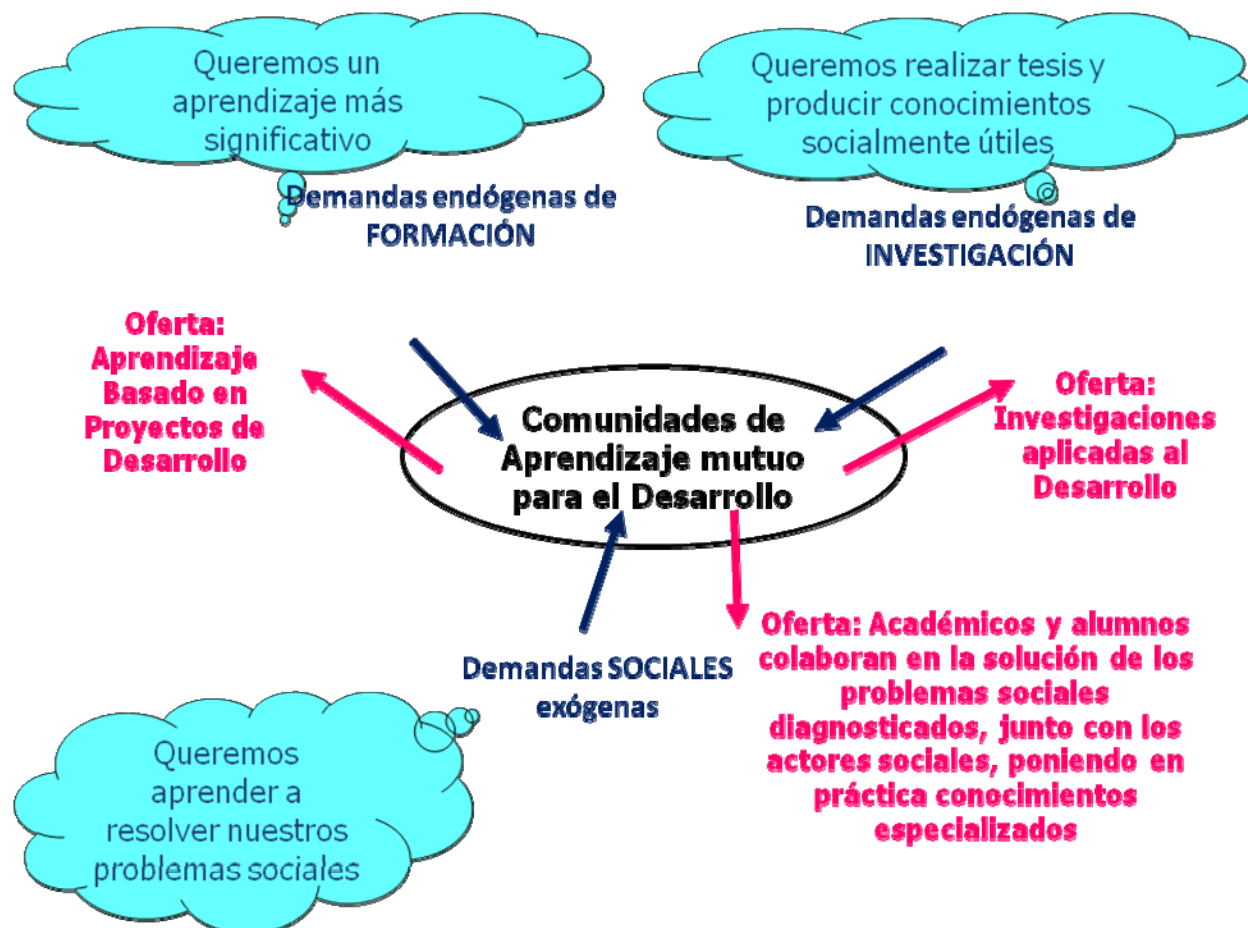 Queremos un
aprendizaje más
significativo
Queremos realizar tesis y
producir conocimientos
socialmente útiles
Demandas endógenas de
FORMACIÓN
Demandas endógenas de
INVESTIGACIÓN
Oferta:
Aprendizaje
Basado en
Proyectos de
Desarrollo
Comunidades de
Aprendizaje mutuo
para el Desarrollo
Oferta:
Investigaciones
aplicadas al
Desarrollo
Demandas SOCIALES
exógenas
Oferta: Académicos y alumnos
colaboran en la solución de los
problemas sociales
diagnosticados, junto con los
actores sociales, poniendo en
práctica conocimientos
especializados
Queremos
aprender a
resolver nuestros
problemas sociales